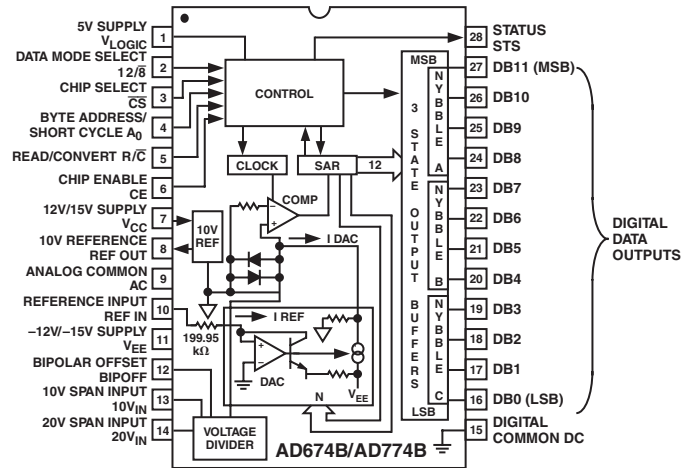 5V SUPPLY
VLOGIC
1
DATA MODE SELECT
12/8
2
CHIP SELECT
CS
3
BYTE ADDRESS/
SHORT CYCLE A0
4
READ/CONVERT R/C
5
CHIP ENABLE
CE
6
12V/15V SUPPLY
VCC
7
10V REFERENCE
REF OUT
8
ANALOG COMMON
AC
9
REFERENCE INPUT
REF IN
10
–12V/–15V SUPPLY
VEE
11
BIPOLAR OFFSET
BIPOFF
12
10V SPAN INPUT
10VIN
13
20V SPAN INPUT
20VIN
14
CONTROL
CLOCK
SAR
12
COMP
10V
REF
I DAC
I REF
199.95
kΩ
DAC
VEE
N
VOLTAGE
DIVIDER
AD674B/AD774B
MSB
3 STATE OUTPUT BUFFERS
LSB
NYBBLE A
NYBBLE B
NYBBLE C
28
STATUS
STS
27
DB11 (MSB)
26
DB10
25
DB9
24
DB8
23
DB7
22
DB6
21
DB5
20
DB4
19
DB3
18
DB2
17
DB1
16
DB0 (LSB)
15
DIGITAL
COMMON DC
DIGITAL
DATA
OUTPUTS